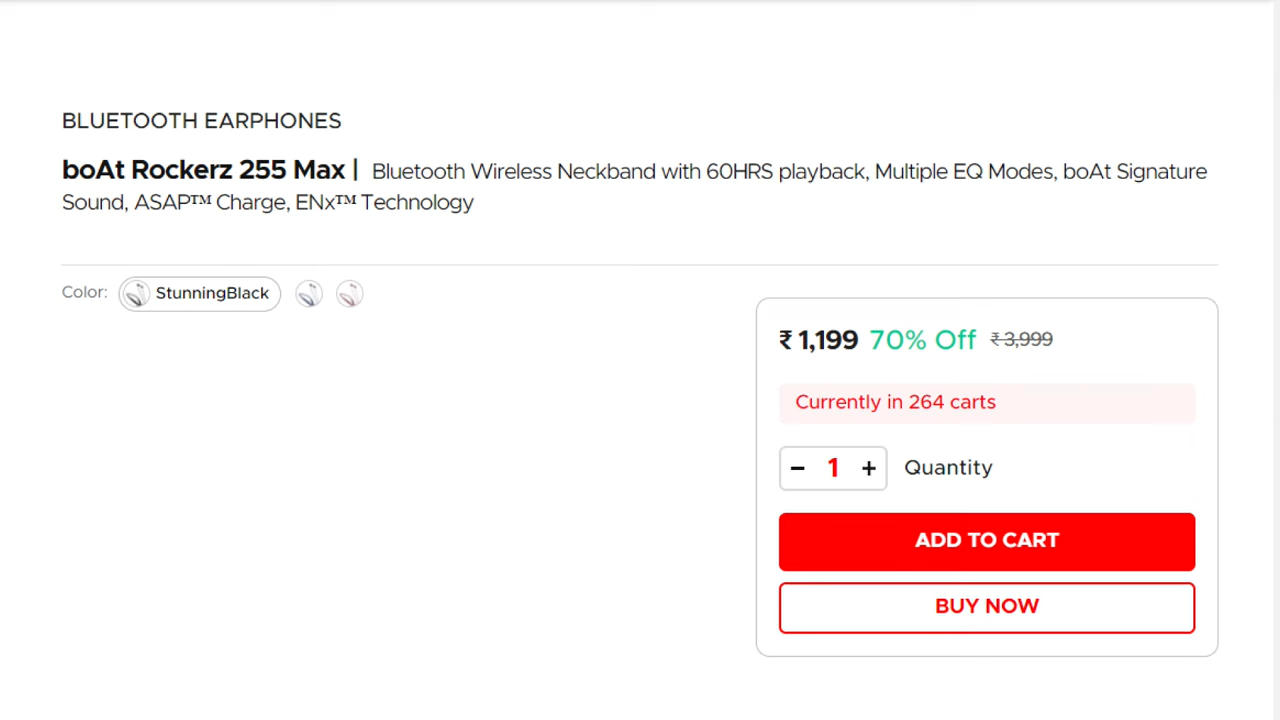 BLUETOOTH EARPHONES
boAt Rockerz 255 Max | Bluetooth Wireless Neckband with 60HRS playback, Multiple EQ Modes, boAt Signature
Sound, ASAP™ Charge, ENx™ Technology
Color: StunningBlack
₹ 1,199 70% Off ₹ 3,999
Currently in 264 carts
− 1 + Quantity
ADD TO CART
BUY NOW